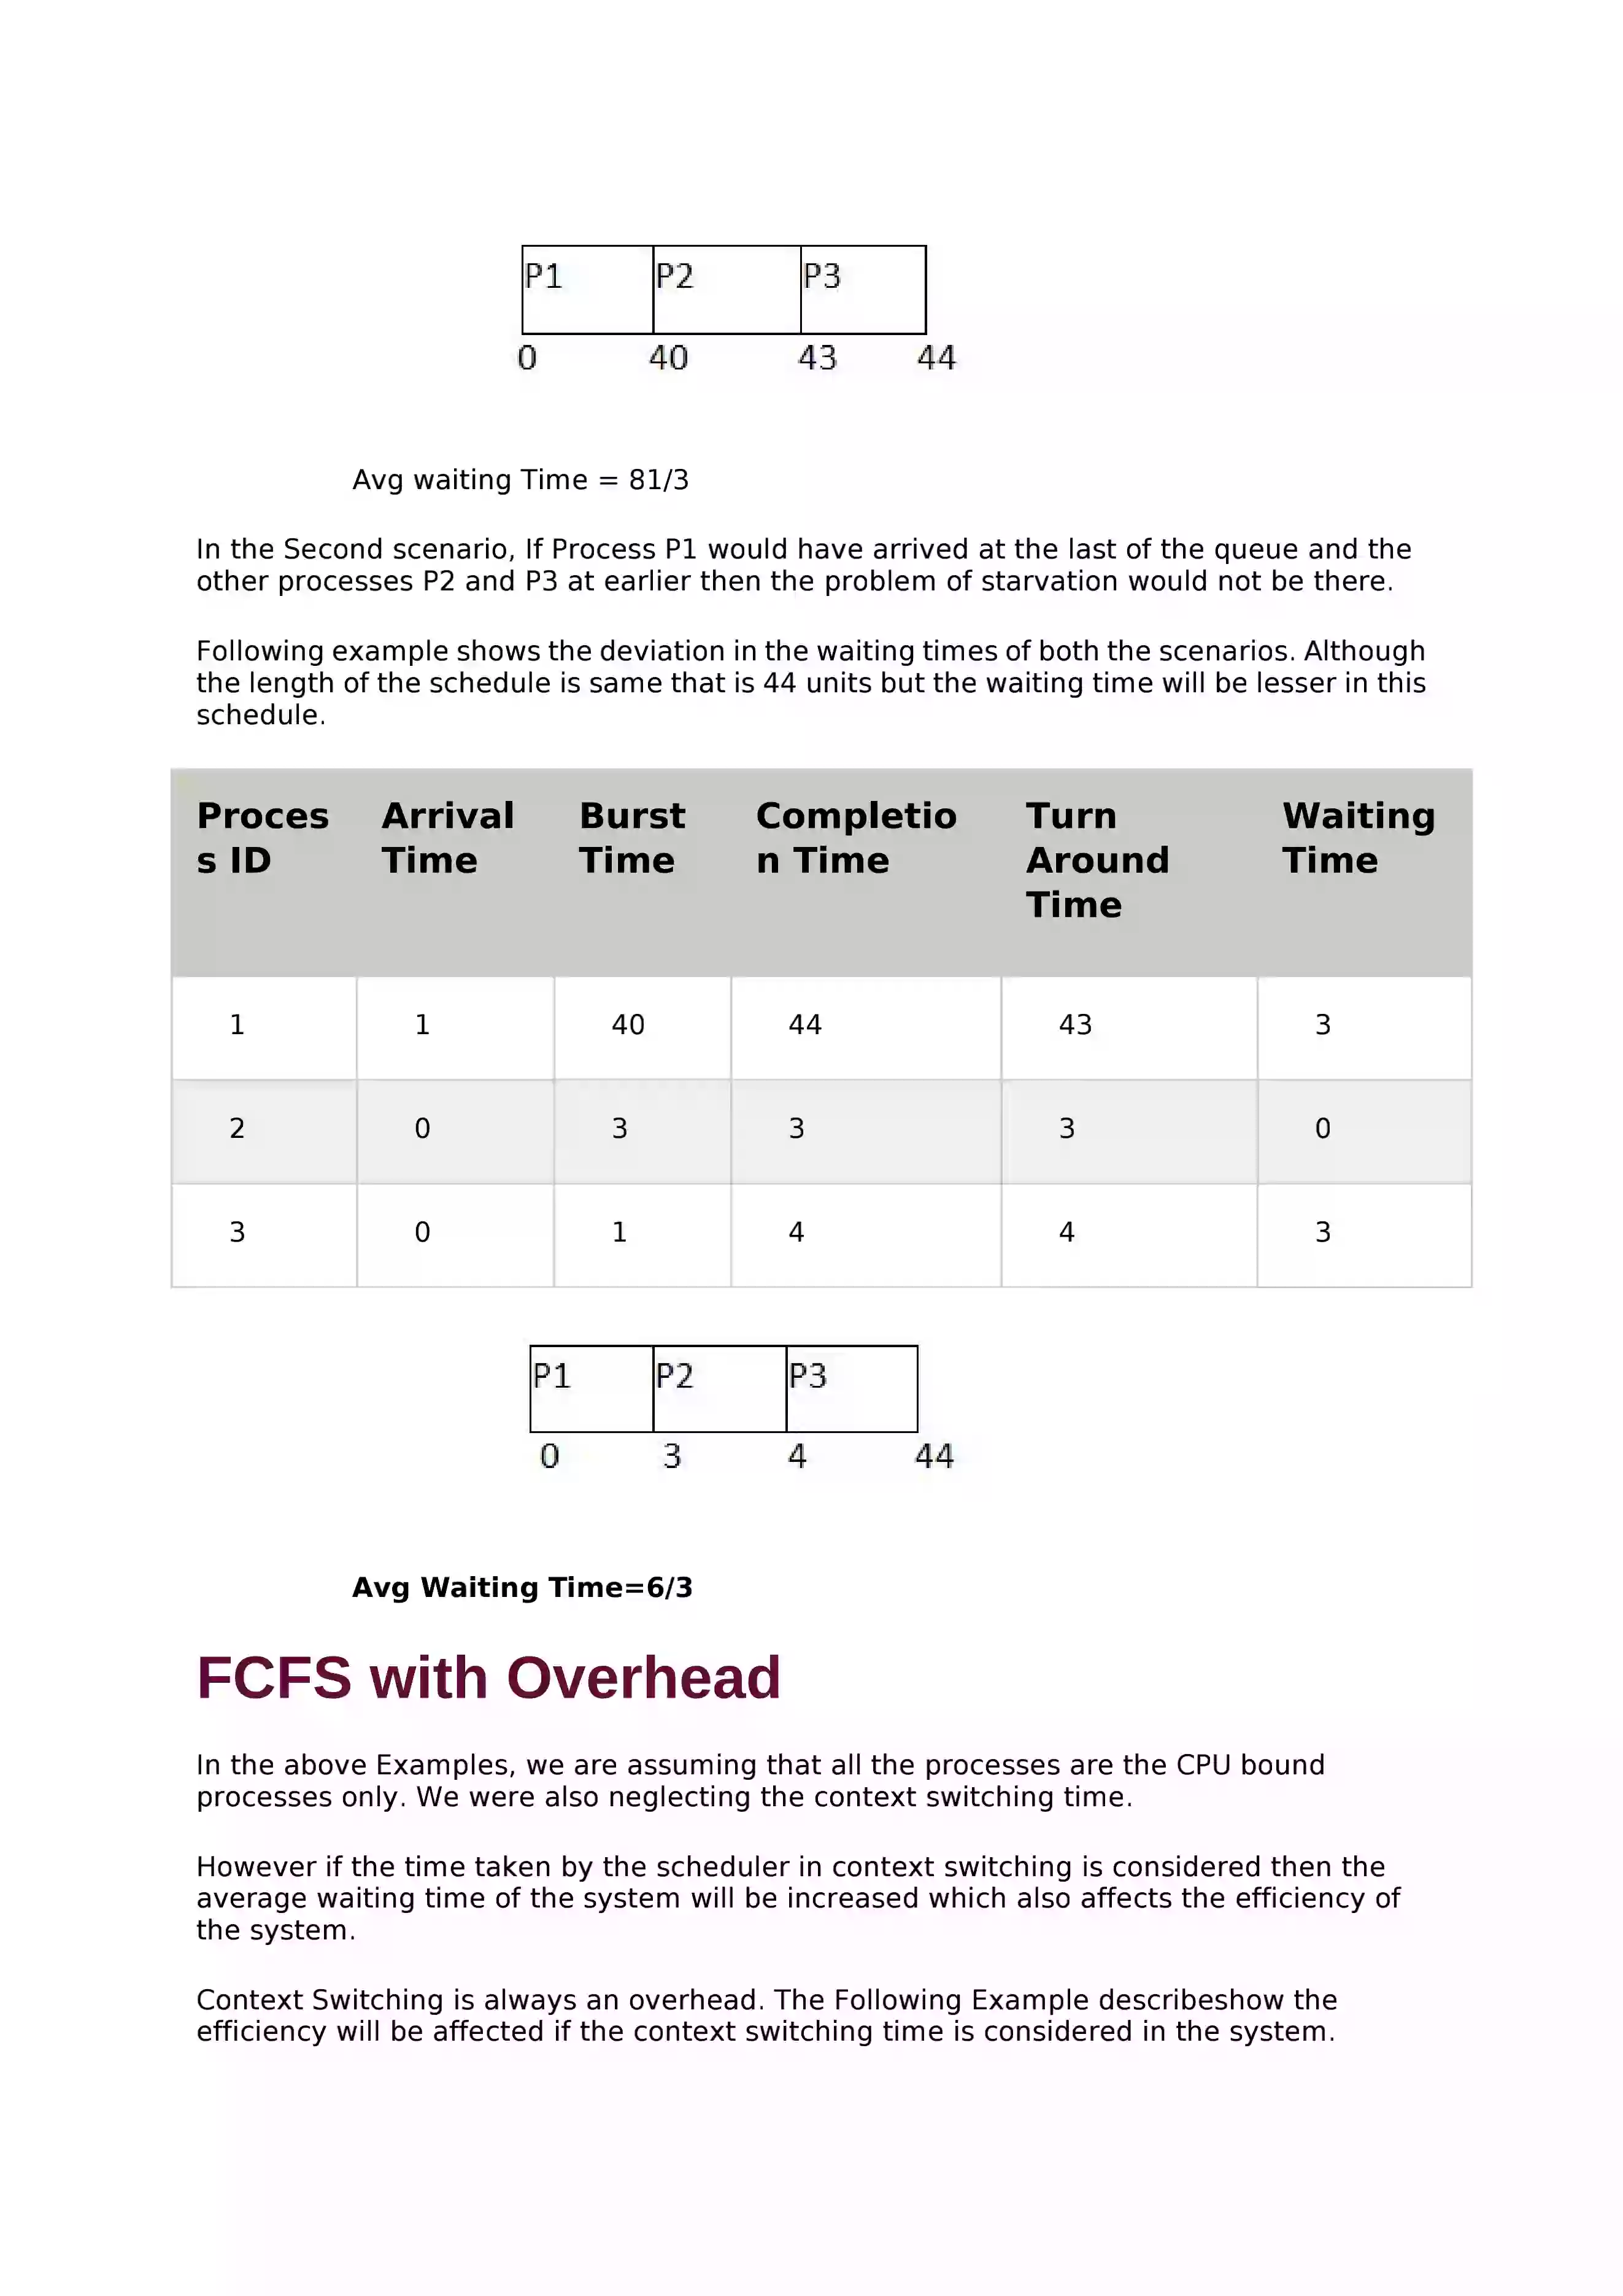 P1 P2 P3
0 40 43 44
Avg waiting Time = 81/3
In the Second scenario, If Process P1 would have arrived at the last of the queue and the
other processes P2 and P3 at earlier then the problem of starvation would not be there.
Following example shows the deviation in the waiting times of both the scenarios. Although
the length of the schedule is same that is 44 units but the waiting time will be lesser in this
schedule.
Proces Arrival Burst Completio Turn Waiting
s ID Time Time n Time Around Time
Time
1 1 40 44 43 3
2 0 3 3 3 0
3 0 1 4 4 3
P1 P2 P3
0 3 4 44
Avg Waiting Time=6/3
FCFS with Overhead
In the above Examples, we are assuming that all the processes are the CPU bound
processes only. We were also neglecting the context switching time.
However if the time taken by the scheduler in context switching is considered then the
average waiting time of the system will be increased which also affects the efficiency of
the system.
Context Switching is always an overhead. The Following Example describeshow the
efficiency will be affected if the context switching time is considered in the system.